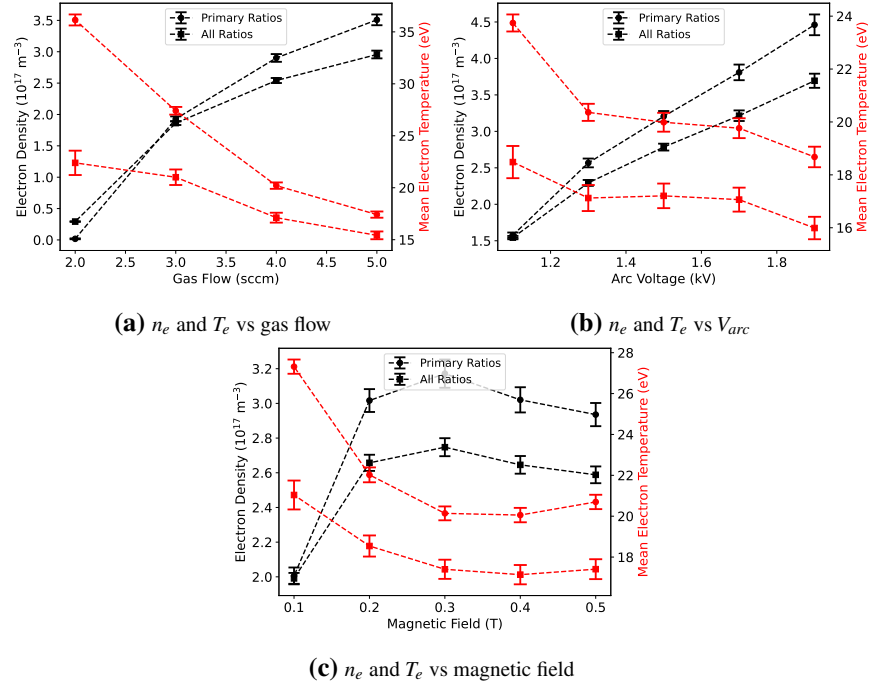 Electron Density (10^17 m^−3)
3.5
3.0
2.5
2.0
1.5
1.0
0.5
0.0
Primary Ratios
All Ratios
35
30
25
20
15
Mean Electron Temperature (eV)
2.0 2.5 3.0 3.5 4.0 4.5 5.0
Gas Flow (sccm)
(a) n_e and T_e vs gas flow
Electron Density (10^17 m^−3)
4.5
4.0
3.5
3.0
2.5
2.0
1.5
Primary Ratios
All Ratios
24
22
20
18
16
Mean Electron Temperature (eV)
1.2 1.4 1.6 1.8
Arc Voltage (kV)
(b) n_e and T_e vs V_arc
Electron Density (10^17 m^−3)
3.2
3.0
2.8
2.6
2.4
2.2
2.0
Primary Ratios
All Ratios
28
26
24
22
20
18
Mean Electron Temperature (eV)
0.1 0.2 0.3 0.4 0.5
Magnetic Field (T)
(c) n_e and T_e vs magnetic field